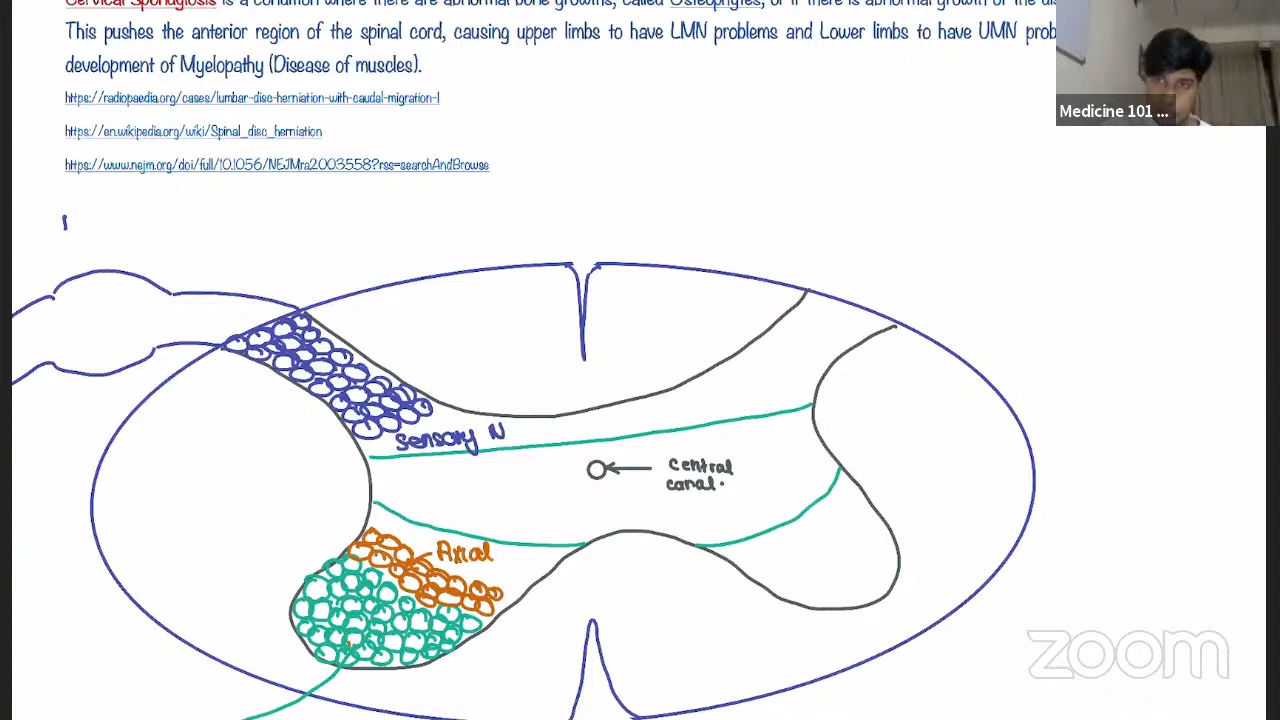 Cervical Spondylosis is a condition where there are abnormal bone growths, called Osteophytes, or if there is abnormal growth of the
This pushes the anterior region of the spinal cord, causing upper limbs to have LMN problems and Lower limbs to have UMN prob
development of Myelopathy (Disease of muscles).
https://radiopaedia.org/cases/lumbar-disc-herniation-with-caudal-migration-1
https://en.wikipedia.org/wiki/Spinal_disc_herniation
https://www.nejm.org/doi/full/10.1056/NEJMra2003558?rss=searchAndBrowse
Medicine 101 ...
Sensory N
central
canal.
Axial
zoom